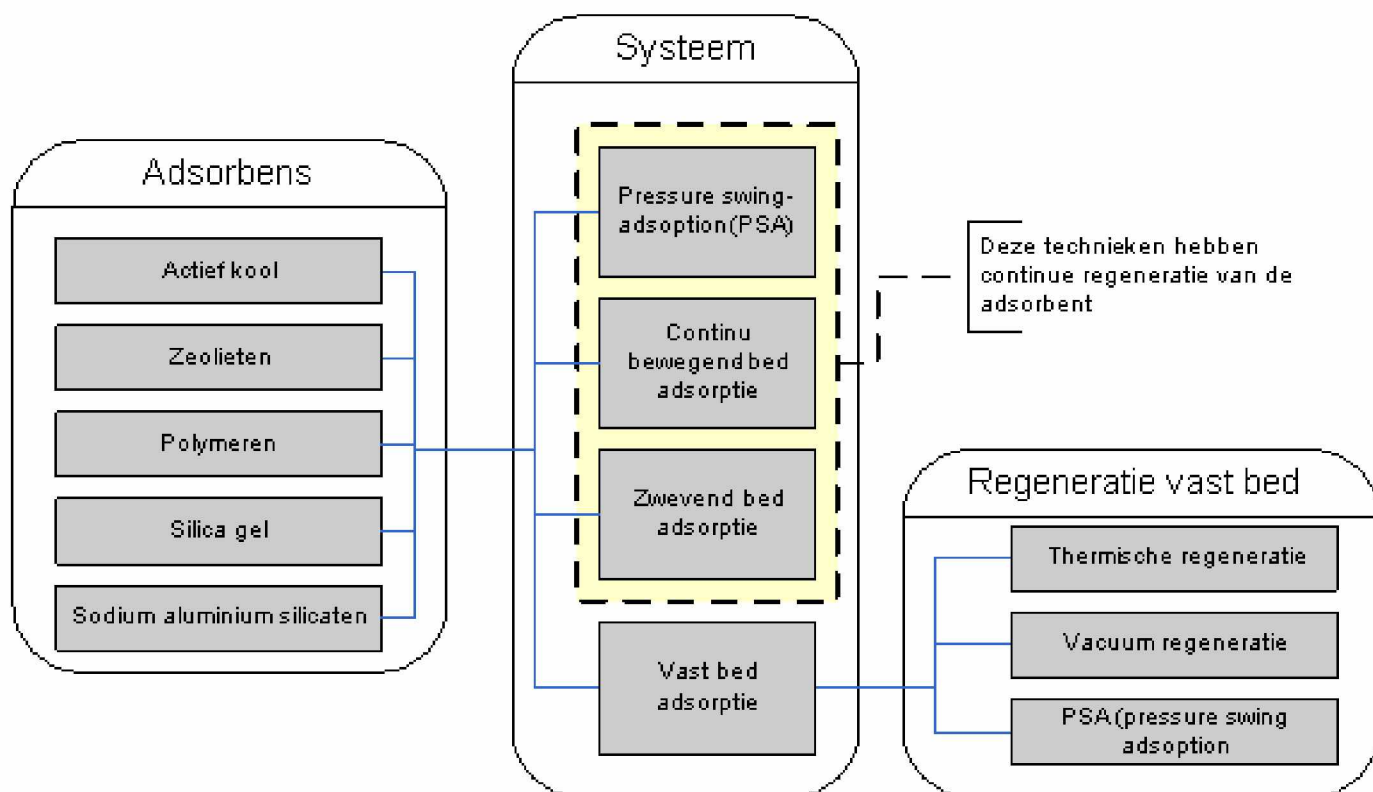 Systeem
Adsorbens
Actief kool
Zeolieten
Polymeren
Silica gel
Sodium aluminium silicaten
Pressure swing-
adsoption(PSA)
Continu
bewegend bed
adsorptie
Zwevend bed
adsorptie
Vast bed
adsorptie
Deze technieken hebben
continue regeneratie van de
adsorbent
Regeneratie vast bed
Thermische regeneratie
Vacuum regeneratie
PSA (pressure swing
adsoption